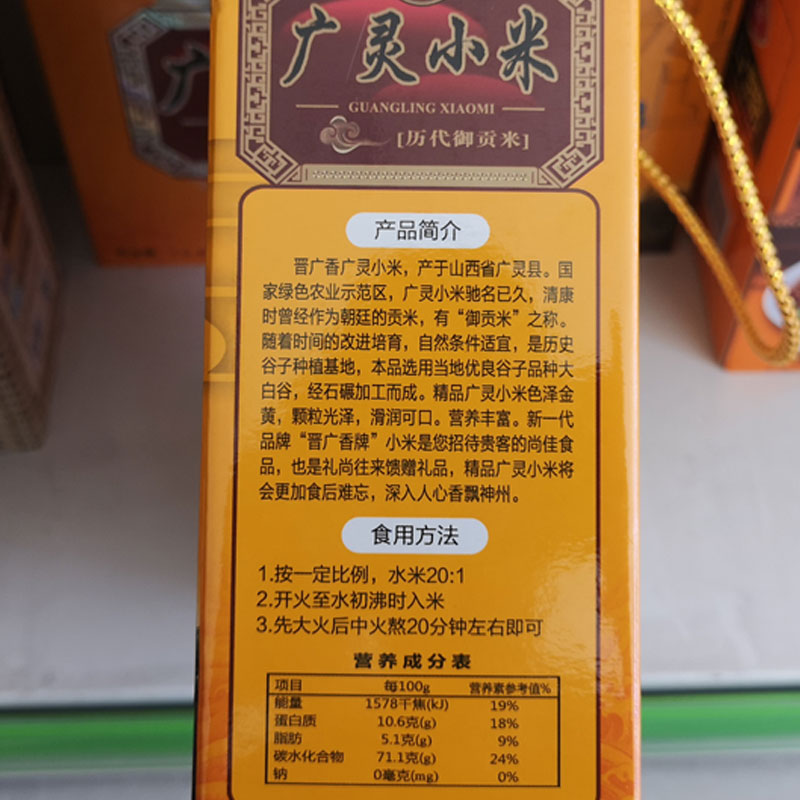 广灵小米
GUANGLING XIAOMI
[历代御贡米]
产品简介
晋广香广灵小米，产于山西省广灵县。国
家绿色农业示范区，广灵小米驰名已久，清康
时曾经作为朝廷的贡米，有“御贡米”之称。
随着时间的改进培育，自然条件适宜，是历史
谷子种植基地，本品选用当地优良谷子品种大
白谷，经石碾加工而成。精品广灵小米色泽金
黄，颗粒光泽，滑润可口。营养丰富。新一代
品牌“晋广香牌”小米是您招待贵客的尚佳食
品，也是礼尚往来馈赠礼品，精品广灵小米将
会更加食后难忘，深入人心香飘神州。
食用方法
1.按一定比例，水米20:1
2.开火至水初沸时入米
3.先大火后中火熬20分钟左右即可
营养成分表
项目 每100g 营养素参考值%
能量 1578千焦(kJ) 19%
蛋白质 10.6克(g) 18%
脂肪 5.1克(g) 9%
碳水化合物 71.1克(g) 24%
钠 0毫克(mg) 0%
广灵